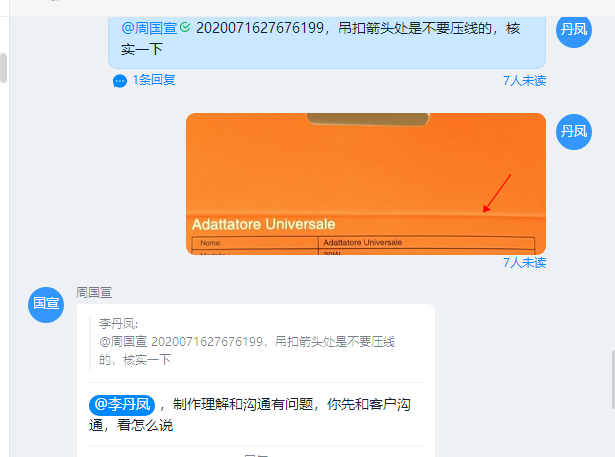 @周国宣 2020071627676199，吊扣箭头处是不要压线的，核
实一下
丹凤
1条回复
7人未读
丹凤
Adattatore Universale
Nome:
Adattatore Universale
7人未读
周国宣
国宣
李丹凤:
@周国宣 2020071627676199，吊扣箭头处是不要压线
的，核实一下
@李丹凤 ，制作理解和沟通有问题，你先和客户沟
通，看怎么说